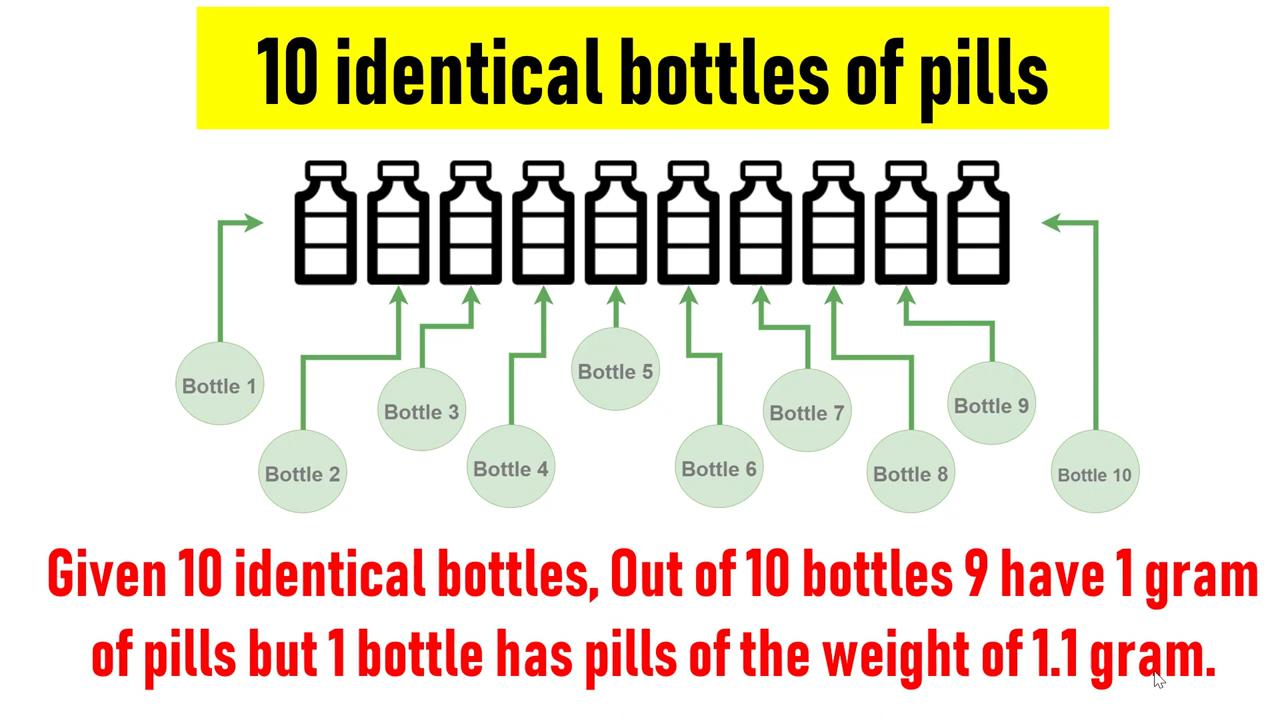 10 identical bottles of pills
Bottle 1
Bottle 2
Bottle 3
Bottle 4
Bottle 5
Bottle 6
Bottle 7
Bottle 8
Bottle 9
Bottle 10
Given 10 identical bottles, Out of 10 bottles 9 have 1 gram
of pills but 1 bottle has pills of the weight of 1.1 gram.